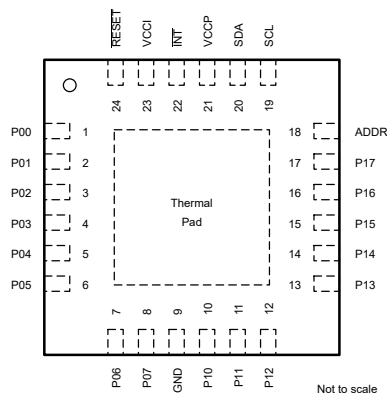 RESET VCCI INT VCCP SDA SCL
24 23 22 21 20 19
P00 1 18 ADDR
P01 2 17 P17
P02 3 16 P16
P03 4 15 P15
P04 5 14 P14
P05 6 13 P13
Thermal
Pad
7 8 9 10 11 12
P06 P07 GND P10 P11 P12
Not to scale